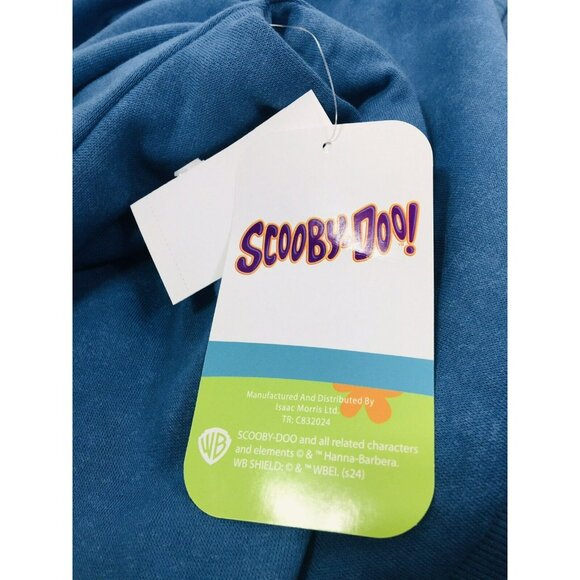 SCOOBY-DOO!
Manufactured And Distributed By
Isaac Morris Ltd.
TR: C832024
WB
SCOOBY-DOO and all related characters
and elements © & ™ Hanna-Barbera.
WB SHIELD: © & ™ WBEI. (s24)